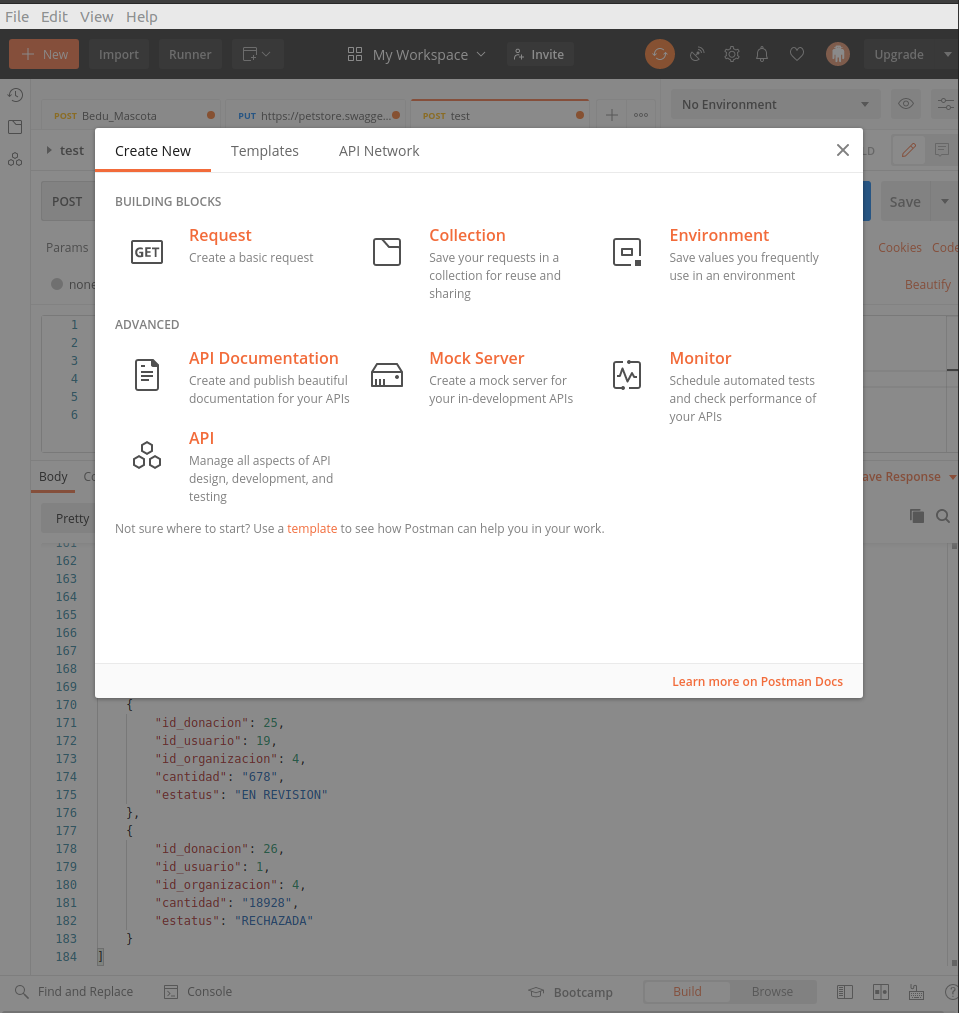 File Edit View Help
+ New Import Runner My Workspace Invite Upgrade
POST Bedu_Mascota PUT https://petstore.swagge... POST test No Environment
test Create New Templates API Network LD
BUILDING BLOCKS
POST Save
Request
Create a basic request
Collection
Save your requests in a
collection for reuse and
sharing
Environment
Save values you frequently
use in an environment
Params Cookies Code
none Beautify
ADVANCED
API Documentation
Create and publish beautiful
documentation for your APIs
Mock Server
Create a mock server for
your in-development APIs
Monitor
Schedule automated tests
and check performance of
your APIs
API
Manage all aspects of API
design, development, and
testing
Not sure where to start? Use a template to see how Postman can help you in your work.
Learn more on Postman Docs
1
2
3
4
5
6
Body Co ave Response
Pretty
161
162
163
164
165
166
167
168
169
170 {
171 "id_donacion": 25,
172 "id_usuario": 19,
173 "id_organizacion": 4,
174 "cantidad": "678",
175 "estatus": "EN REVISION"
176 },
177 {
178 "id_donacion": 26,
179 "id_usuario": 1,
180 "id_organizacion": 4,
181 "cantidad": "18928",
182 "estatus": "RECHAZADA"
183 }
184 ]
Find and Replace Console Bootcamp Build Browse